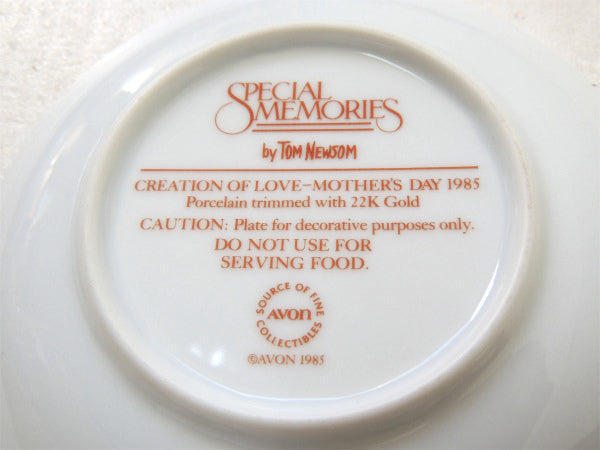 SPECIAL
MEMORIES
by TOM NEWSOM
CREATION OF LOVE–MOTHER'S DAY 1985
Porcelain trimmed with 22K Gold
CAUTION: Plate for decorative purposes only.
DO NOT USE FOR
SERVING FOOD.
SOURCE OF FINE
AVON
COLLECTIBLES
©AVON 1985